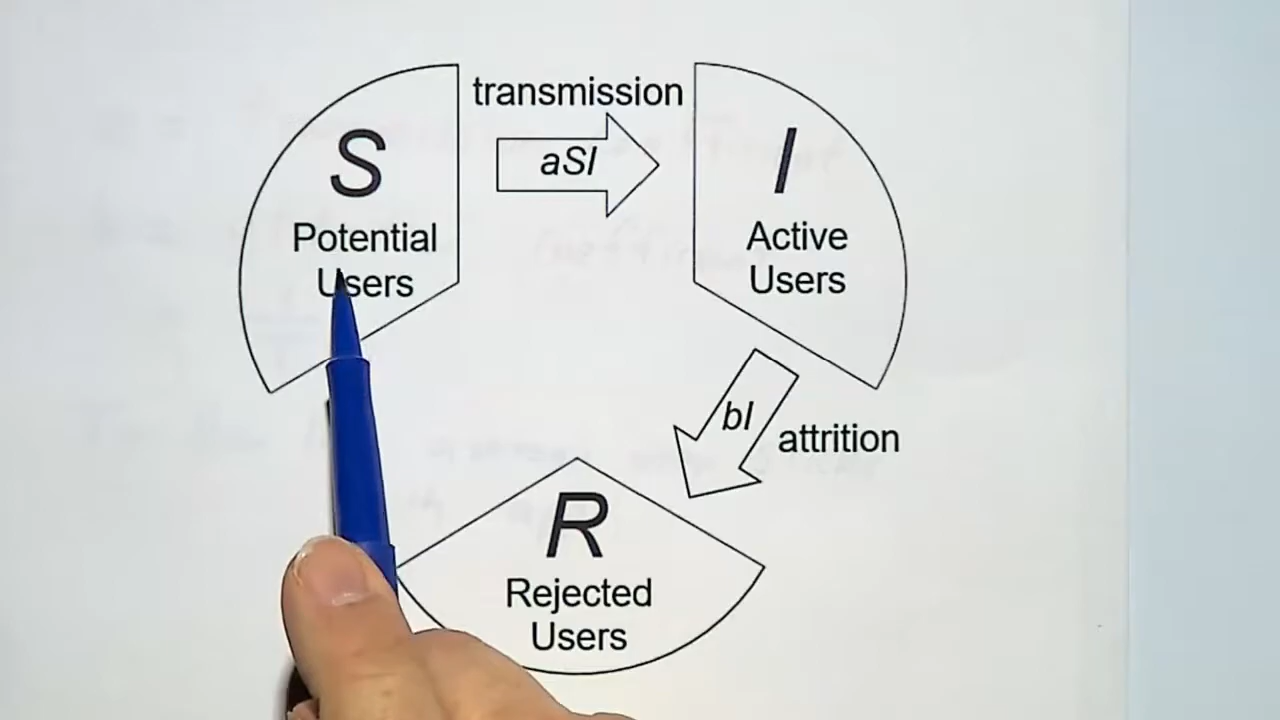 transmission
S
aSI
I
Potential
Users
Active
Users
bI
attrition
R
Rejected
Users